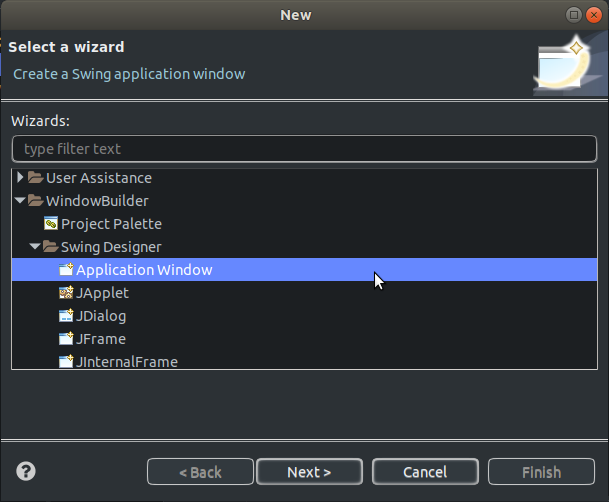 New
Select a wizard
Create a Swing application window
Wizards:
type filter text
User Assistance
WindowBuilder
Project Palette
Swing Designer
Application Window
JApplet
JDialog
JFrame
JInternalFrame
?
< Back
Next >
Cancel
Finish